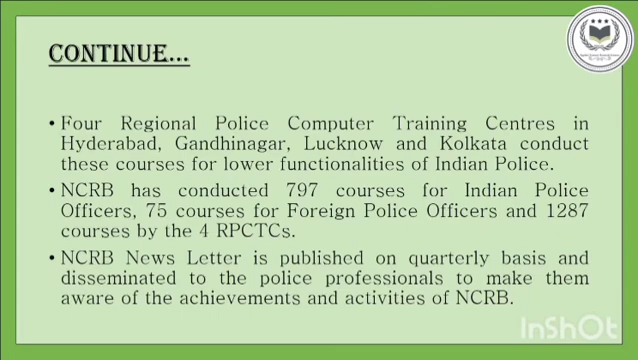 CONTINUE...
• Four Regional Police Computer Training Centres in
Hyderabad, Gandhinagar, Lucknow and Kolkata conduct
these courses for lower functionalities of Indian Police.
• NCRB has conducted 797 courses for Indian Police
Officers, 75 courses for Foreign Police Officers and 1287
courses by the 4 RPCTCs.
• NCRB News Letter is published on quarterly basis and
disseminated to the police professionals to make them
aware of the achievements and activities of NCRB.
InShOt